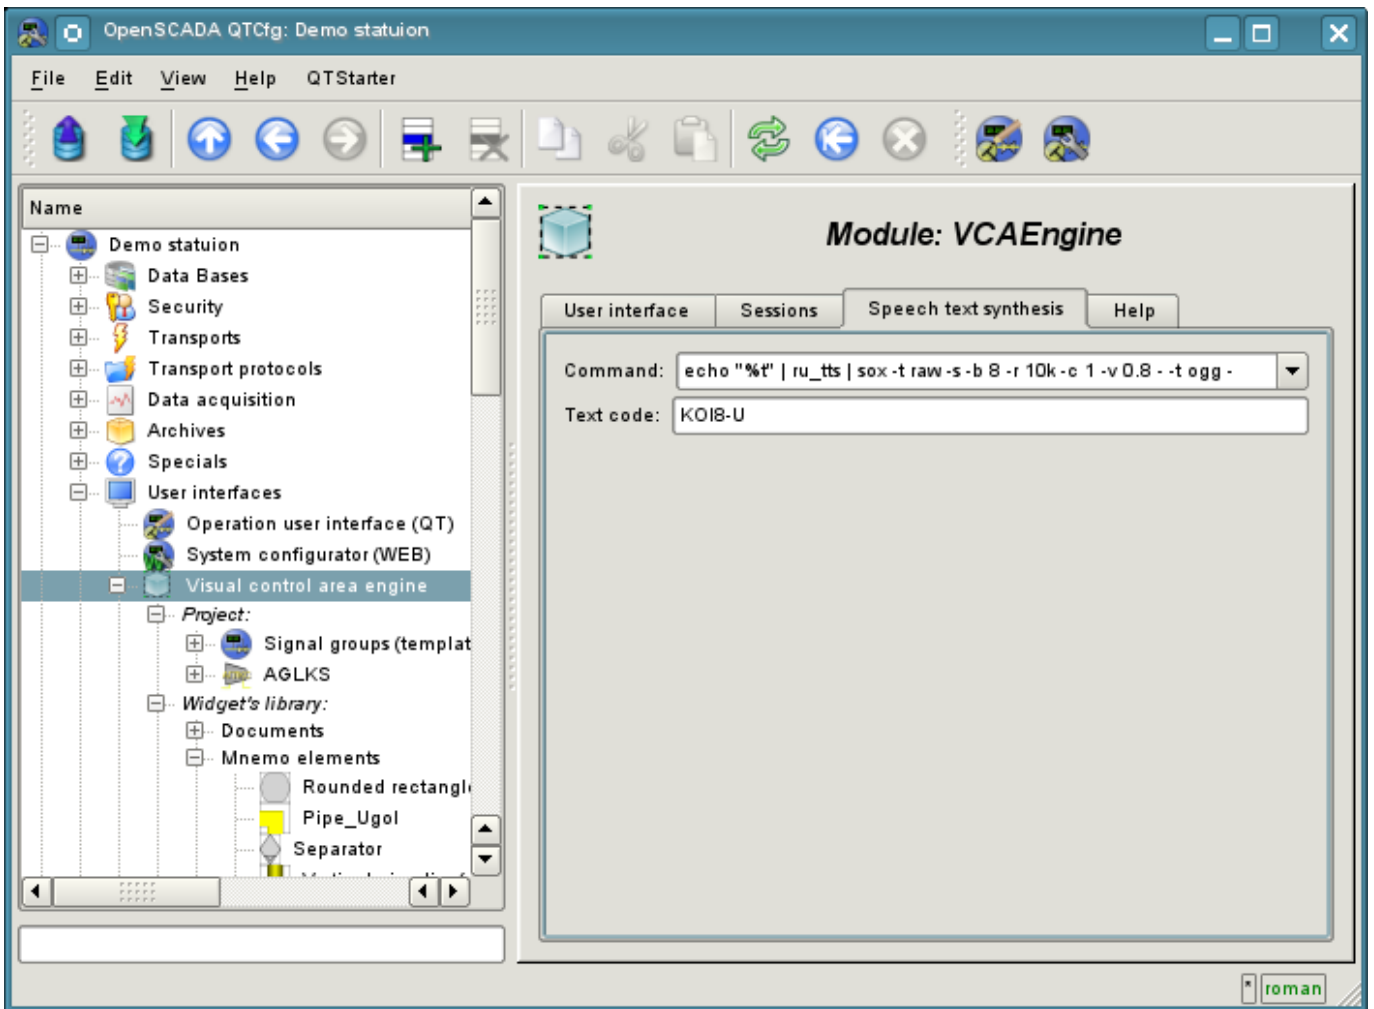 OpenSCADA QTCfg: Demo statuion
File Edit View Help QTStarter
Name
Demo statuion
Data Bases
Security
Transports
Transport protocols
Data acquisition
Archives
Specials
User interfaces
Operation user interface (QT)
System configurator (WEB)
Visual control area engine
Project:
Signal groups (templat
AGLKS
Widget's library:
Documents
Mnemo elements
Rounded rectangl
Pipe_Ugol
Separator
Module: VCAEngine
User interface Sessions Speech text synthesis Help
Command: echo "%t" | ru_tts | sox -t raw -s -b 8 -r 10k -c 1 -v 0.8 - -t ogg -
Text code: KOI8-U
* roman